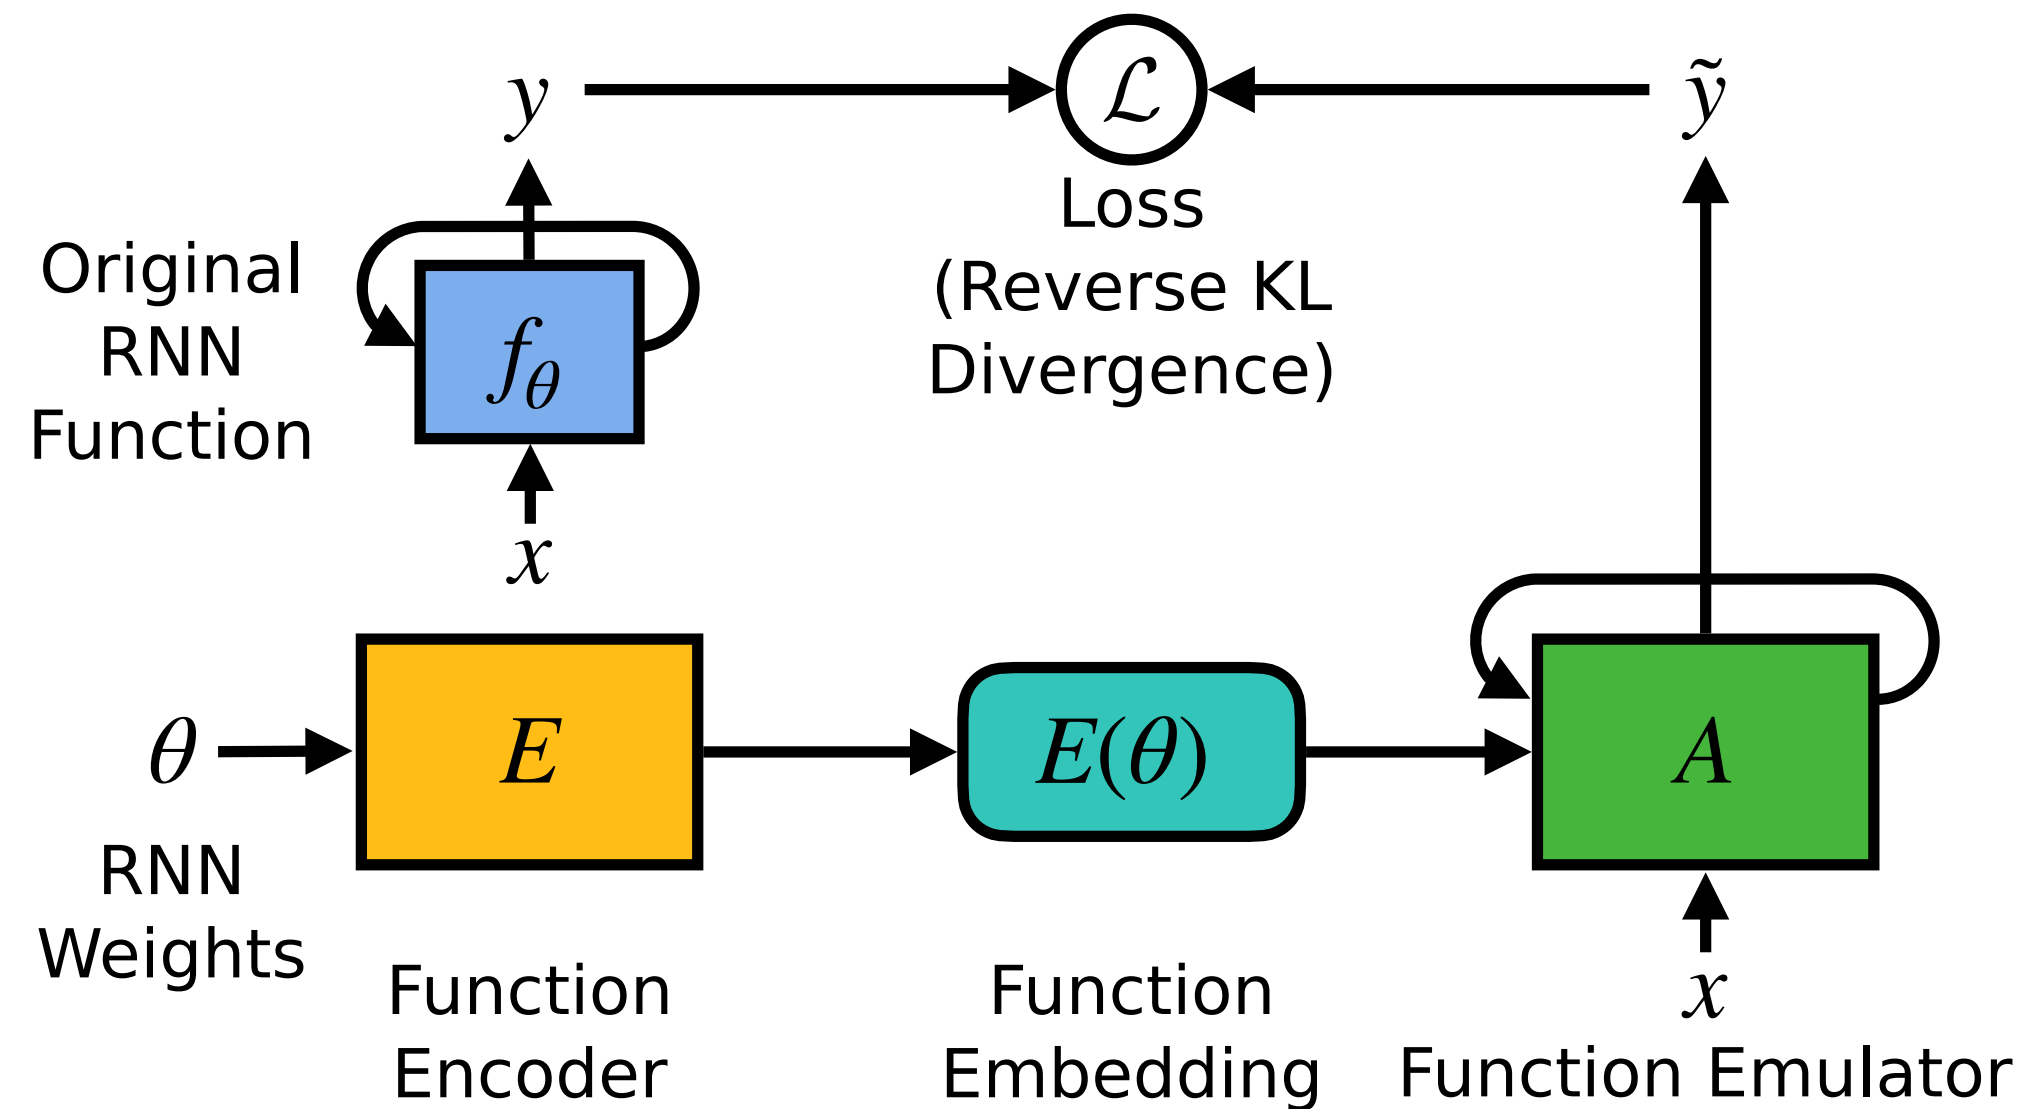 y
ℒ
ỹ
Loss
(Reverse KL
Divergence)
Original
RNN
Function
f_θ
x
θ
RNN
Weights
E
Function
Encoder
E(θ)
Function
Embedding
A
x
Function Emulator